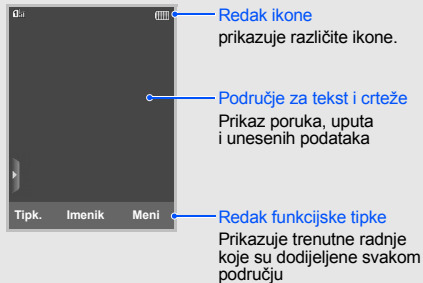 Redak ikone
prikazuje različite ikone.
Područje za tekst i crteže
Prikaz poruka, uputa
i unesenih podataka
Tipk. Imenik Meni
Redak funkcijske tipke
Prikazuje trenutne radnje
koje su dodijeljene svakom
području